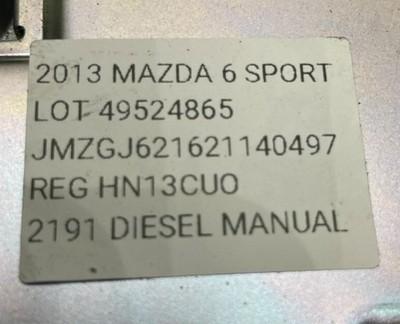 2013 MAZDA 6 SPORT
LOT 49524865
JMZGJ621621140497
REG HN13CUO
2191 DIESEL MANUAL